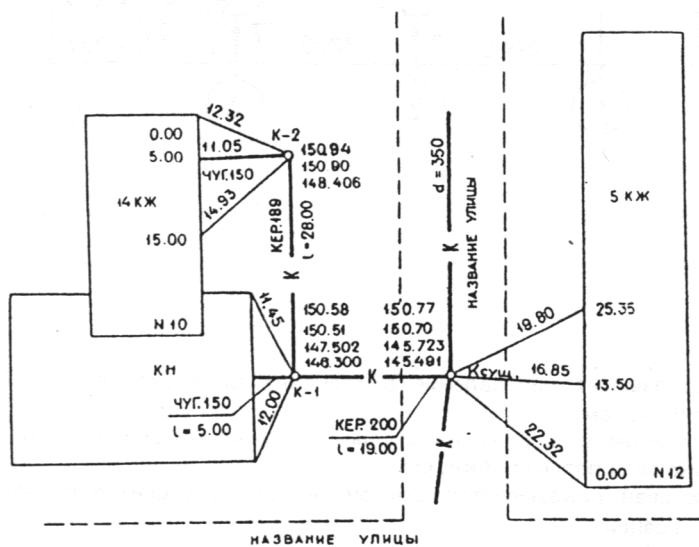 12.32
К-2
0.00
5.00
11.05
150.94
150.90
148.406
ЧУГ.150
14 КЖ
14.93
15.00
КЕР.189
l = 28.00
К
d = 350
НАЗВАНИЕ УЛИЦЫ
К
5 КЖ
N 10
11.45
150.58
150.51
147.502
146.300
150.77
150.70
145.723
145.491
19.80
25.35
КН
К
Ксущ.
16.85
13.50
ЧУГ.150
l = 5.00
12.00
К-1
КЕР.200
l = 19.00
К
22.32
0.00
N 12
НАЗВАНИЕ УЛИЦЫ